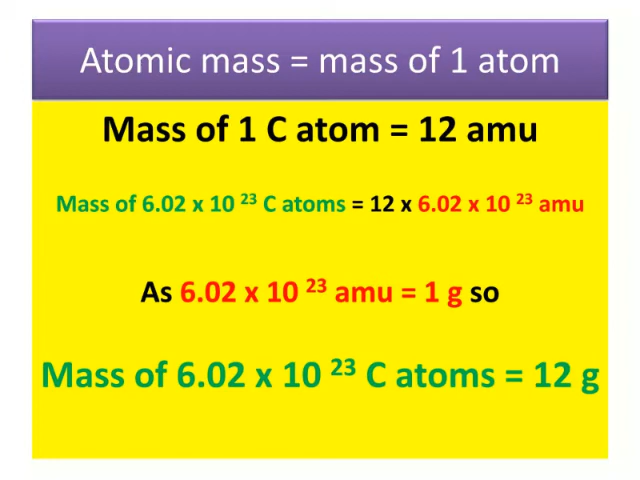 Atomic mass = mass of 1 atom
Mass of 1 C atom = 12 amu
Mass of 6.02 x 10 ²³ C atoms = 12 x 6.02 x 10 ²³ amu
As 6.02 x 10 ²³ amu = 1 g so
Mass of 6.02 x 10 ²³ C atoms = 12 g